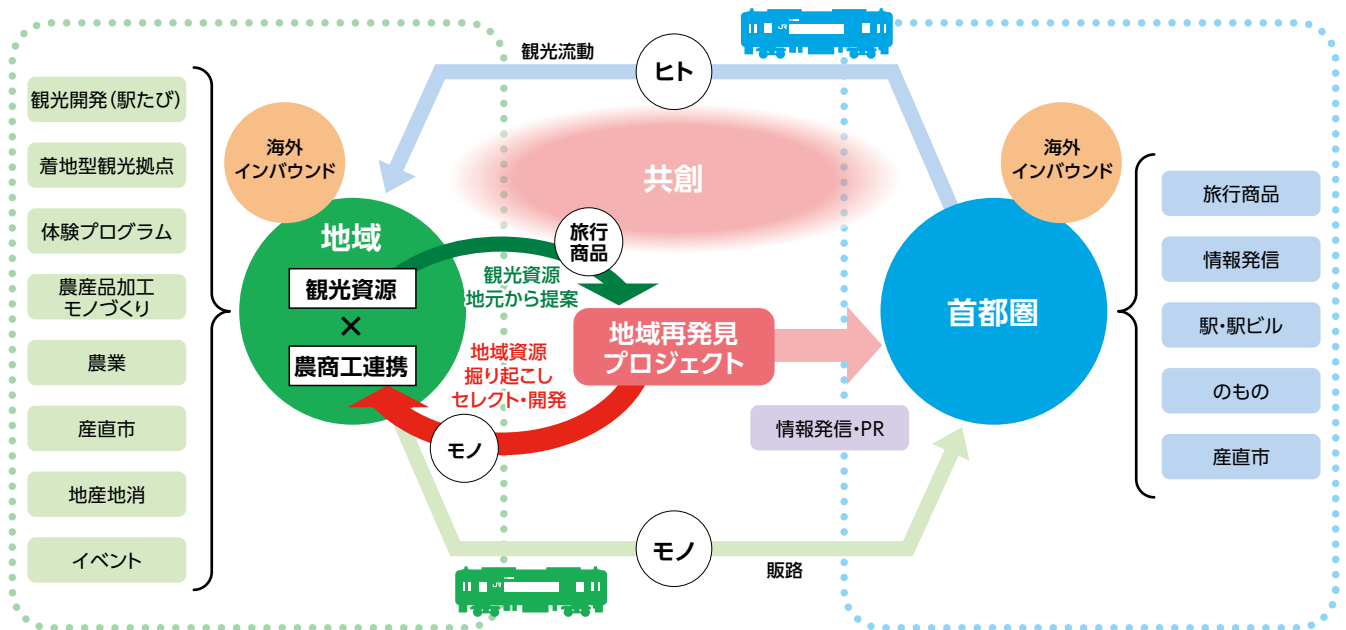 観光流動
ヒト
JR
観光開発(駅たび)
着地型観光拠点
体験プログラム
農産品加工
モノづくり
農業
産直市
地産地消
イベント
海外
インバウンド
地域
観光資源
×
農商工連携
共創
旅行
商品
観光資源
地元から提案
地域再発見
プロジェクト
地域資源
掘り起こし
セレクト・開発
モノ
情報発信・PR
モノ
販路
JR
海外
インバウンド
首都圏
旅行商品
情報発信
駅・駅ビル
のもの
産直市